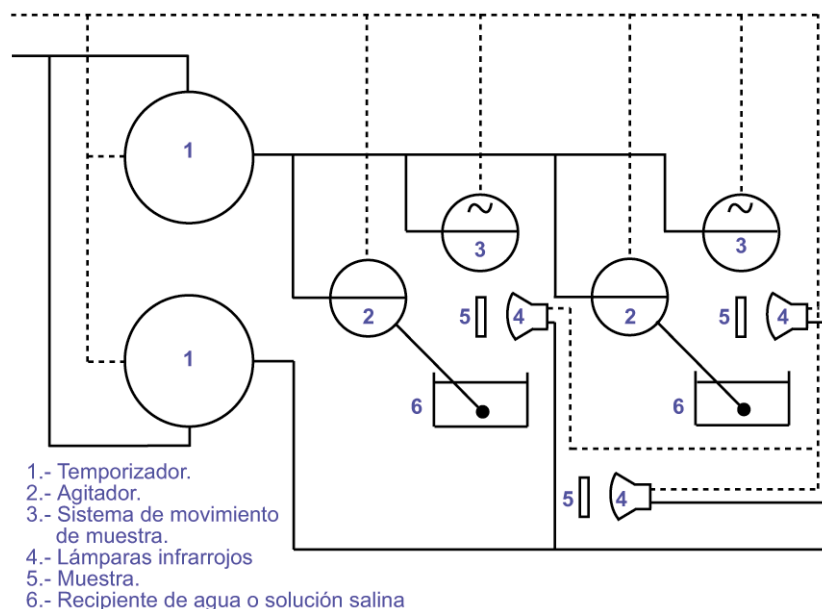 1
3
3
2
5
4
2
5
4
1
6
6
5
4
1.- Temporizador.
2.- Agitador.
3.- Sistema de movimiento
de muestra.
4.- Lámparas infrarrojos
5.- Muestra.
6.- Recipiente de agua o solución salina